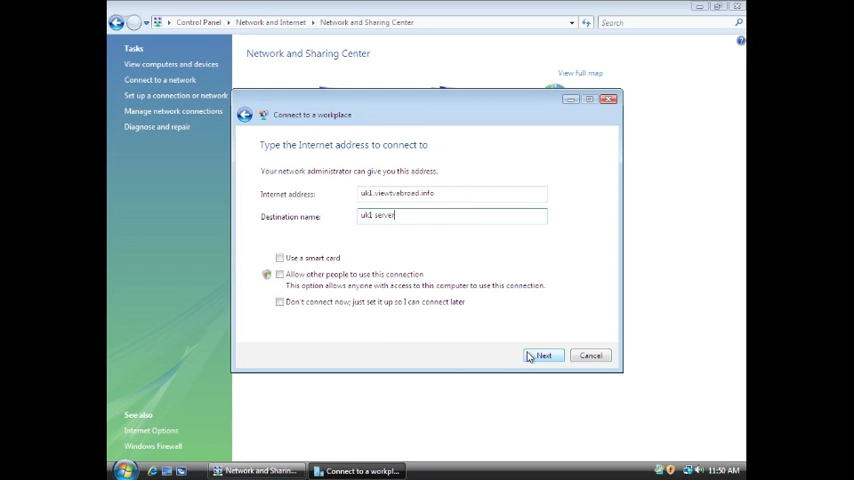 Control Panel
Network and Internet
Network and Sharing Center
Search
Tasks
View computers and devices
Connect to a network
Set up a connection or network
Manage network connections
Diagnose and repair
Network and Sharing Center
View full map
Connect to a workplace
Type the Internet address to connect to
Your network administrator can give you this address.
Internet address:
uk1.viewtvabroad.info
Destination name:
uk1 server
Use a smart card
Allow other people to use this connection
This option allows anyone with access to this computer to use this connection.
Don't connect now; just set it up so I can connect later
Next
Cancel
See also
Internet Options
Windows Firewall
Network and Sharin...
Connect to a workpl...
11:50 AM